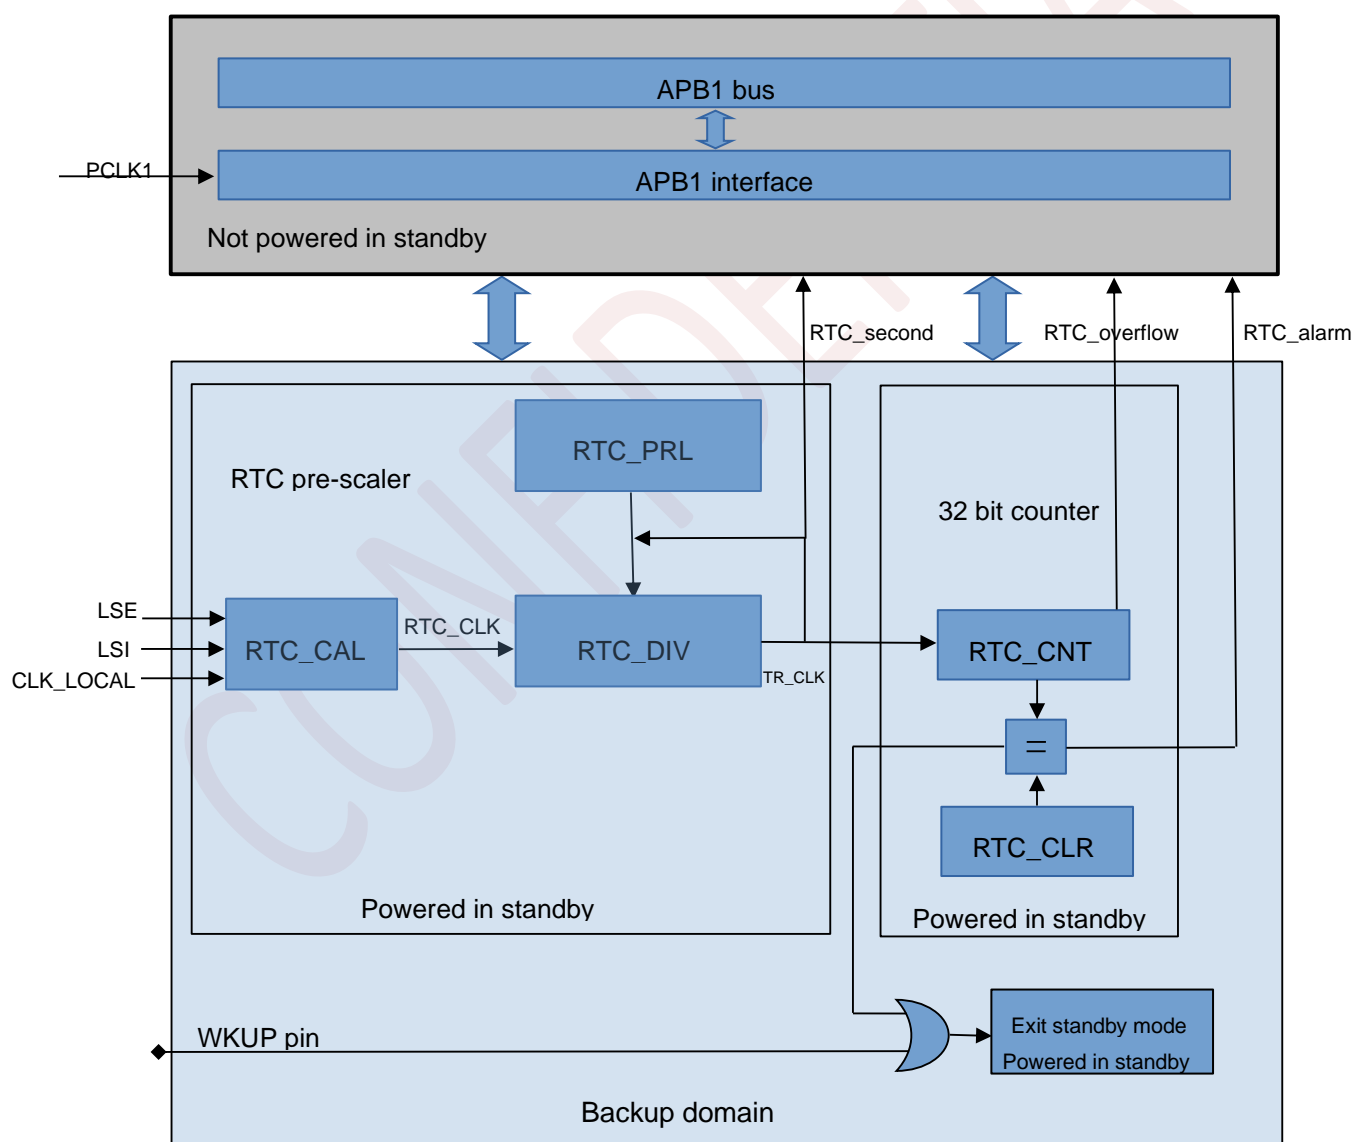 APB1 bus
PCLK1
APB1 interface
Not powered in standby
RTC_second
RTC_overflow
RTC_alarm
RTC_PRL
RTC pre-scaler
32 bit counter
LSE
RTC_CLK
LSI
RTC_CAL
RTC_DIV
RTC_CNT
CLK_LOCAL
TR_CLK
=
RTC_CLR
Powered in standby
Powered in standby
Exit standby mode
WKUP pin
Powered in standby
Backup domain
CONFIDENTIA